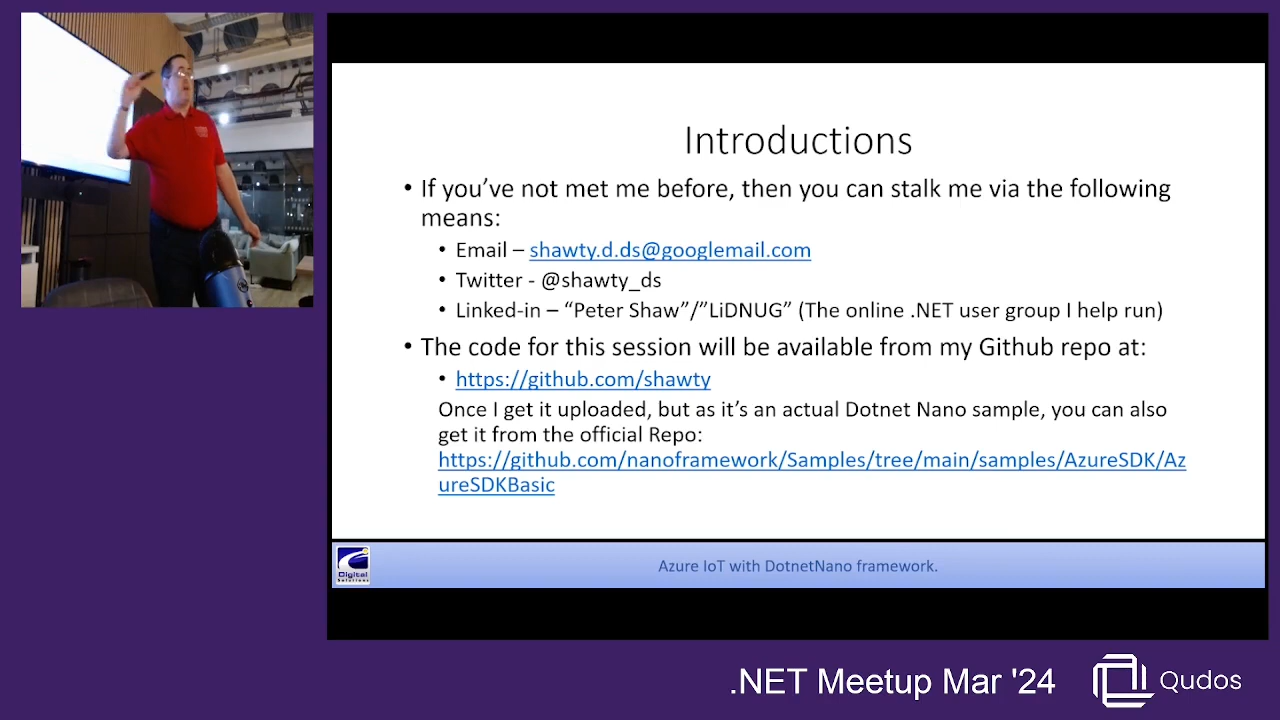 Introductions
• If you’ve not met me before, then you can stalk me via the following
means:
• Email – shawty.d.ds@googlemail.com
• Twitter - @shawty_ds
• Linked-in – “Peter Shaw”/”LiDNUG” (The online .NET user group I help run)
• The code for this session will be available from my Github repo at:
• https://github.com/shawty
Once I get it uploaded, but as it’s an actual Dotnet Nano sample, you can also
get it from the official Repo:
https://github.com/nanoframework/Samples/tree/main/samples/AzureSDK/Az
ureSDKBasic
Digital
Solutions
Azure IoT with DotnetNano framework.
.NET Meetup Mar '24
Qudos